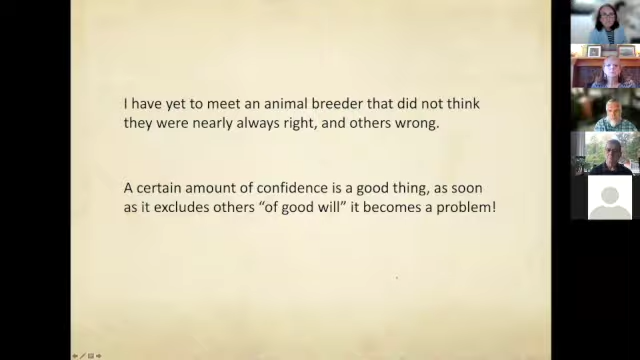 I have yet to meet an animal breeder that did not think
they were nearly always right, and others wrong.
A certain amount of confidence is a good thing, as soon
as it excludes others “of good will” it becomes a problem!